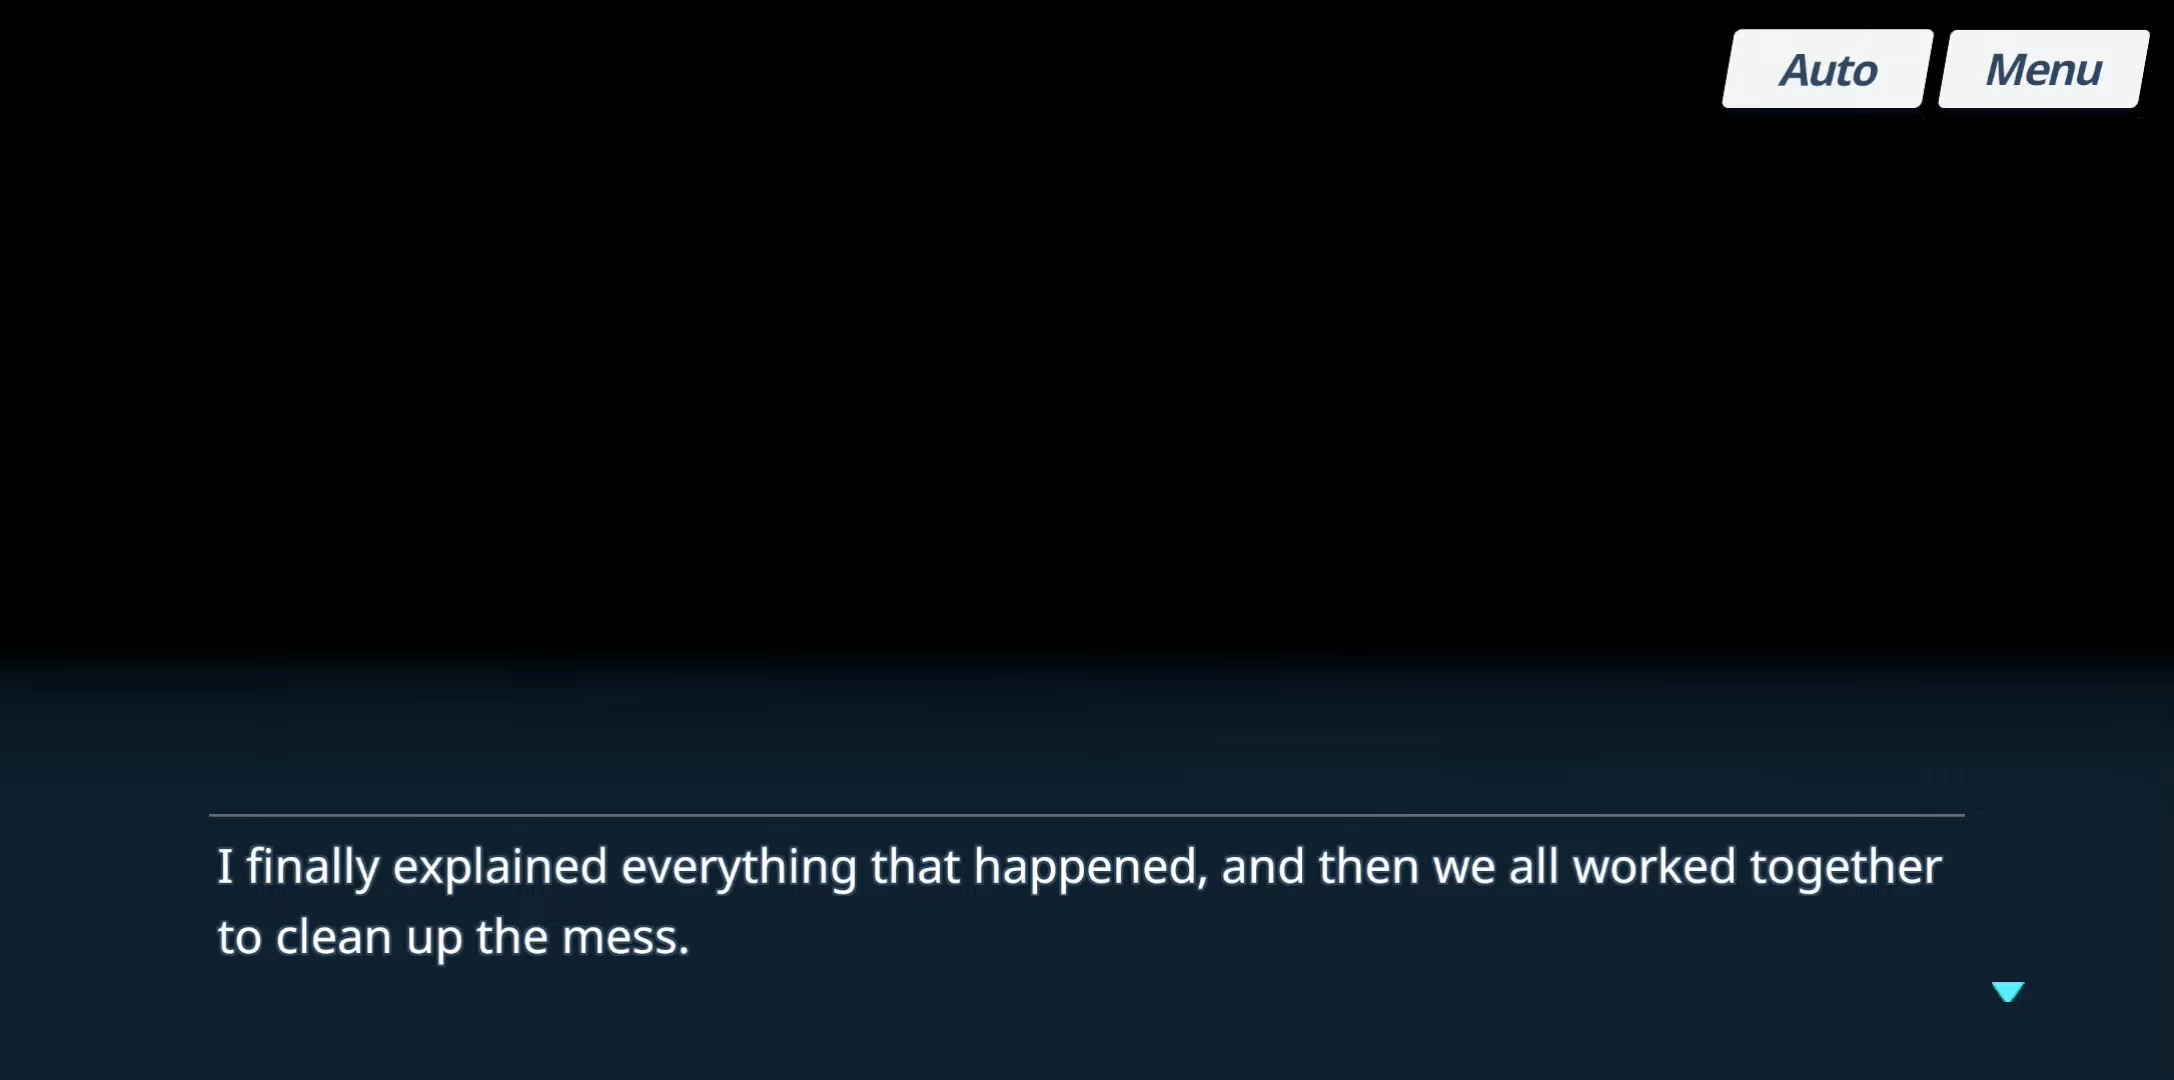 Auto Menu
I finally explained everything that happened, and then we all worked together
to clean up the mess.